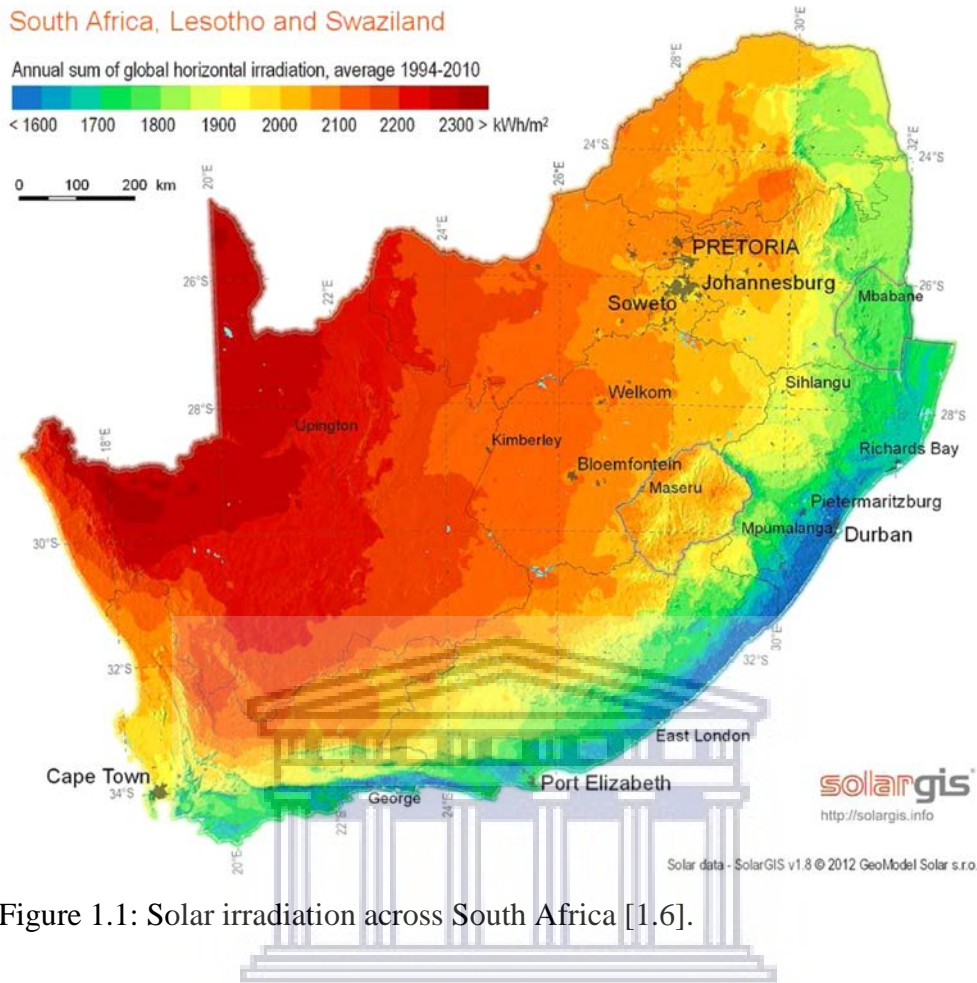 South Africa, Lesotho and Swaziland
Annual sum of global horizontal irradiation, average 1994-2010
< 1600 1700 1800 1900 2000 2100 2200 2300 > kWh/m²
0 100 200 km
30°E
28°E
24°S
32°E
24°S
20°E
26°E
24°E
PRETORIA
26°S
22°E
Johannesburg
26°S
Mbabane
Soweto
Sihlangu
Welkom
28°S
28°S
Upington
18°E
Kimberley
Richards Bay
Bloemfontein
Maseru
Pietermaritzburg
Mpumalanga
Durban
30°S
30°E
32°S
32°S
East London
Cape Town
34°S
George
Port Elizabeth
22°E
24°E
20°E
solargis
http://solargis.info
Solar data - SolarGIS v1.8 © 2012 GeoModel Solar s.r.o.
Figure 1.1: Solar irradiation across South Africa [1.6].